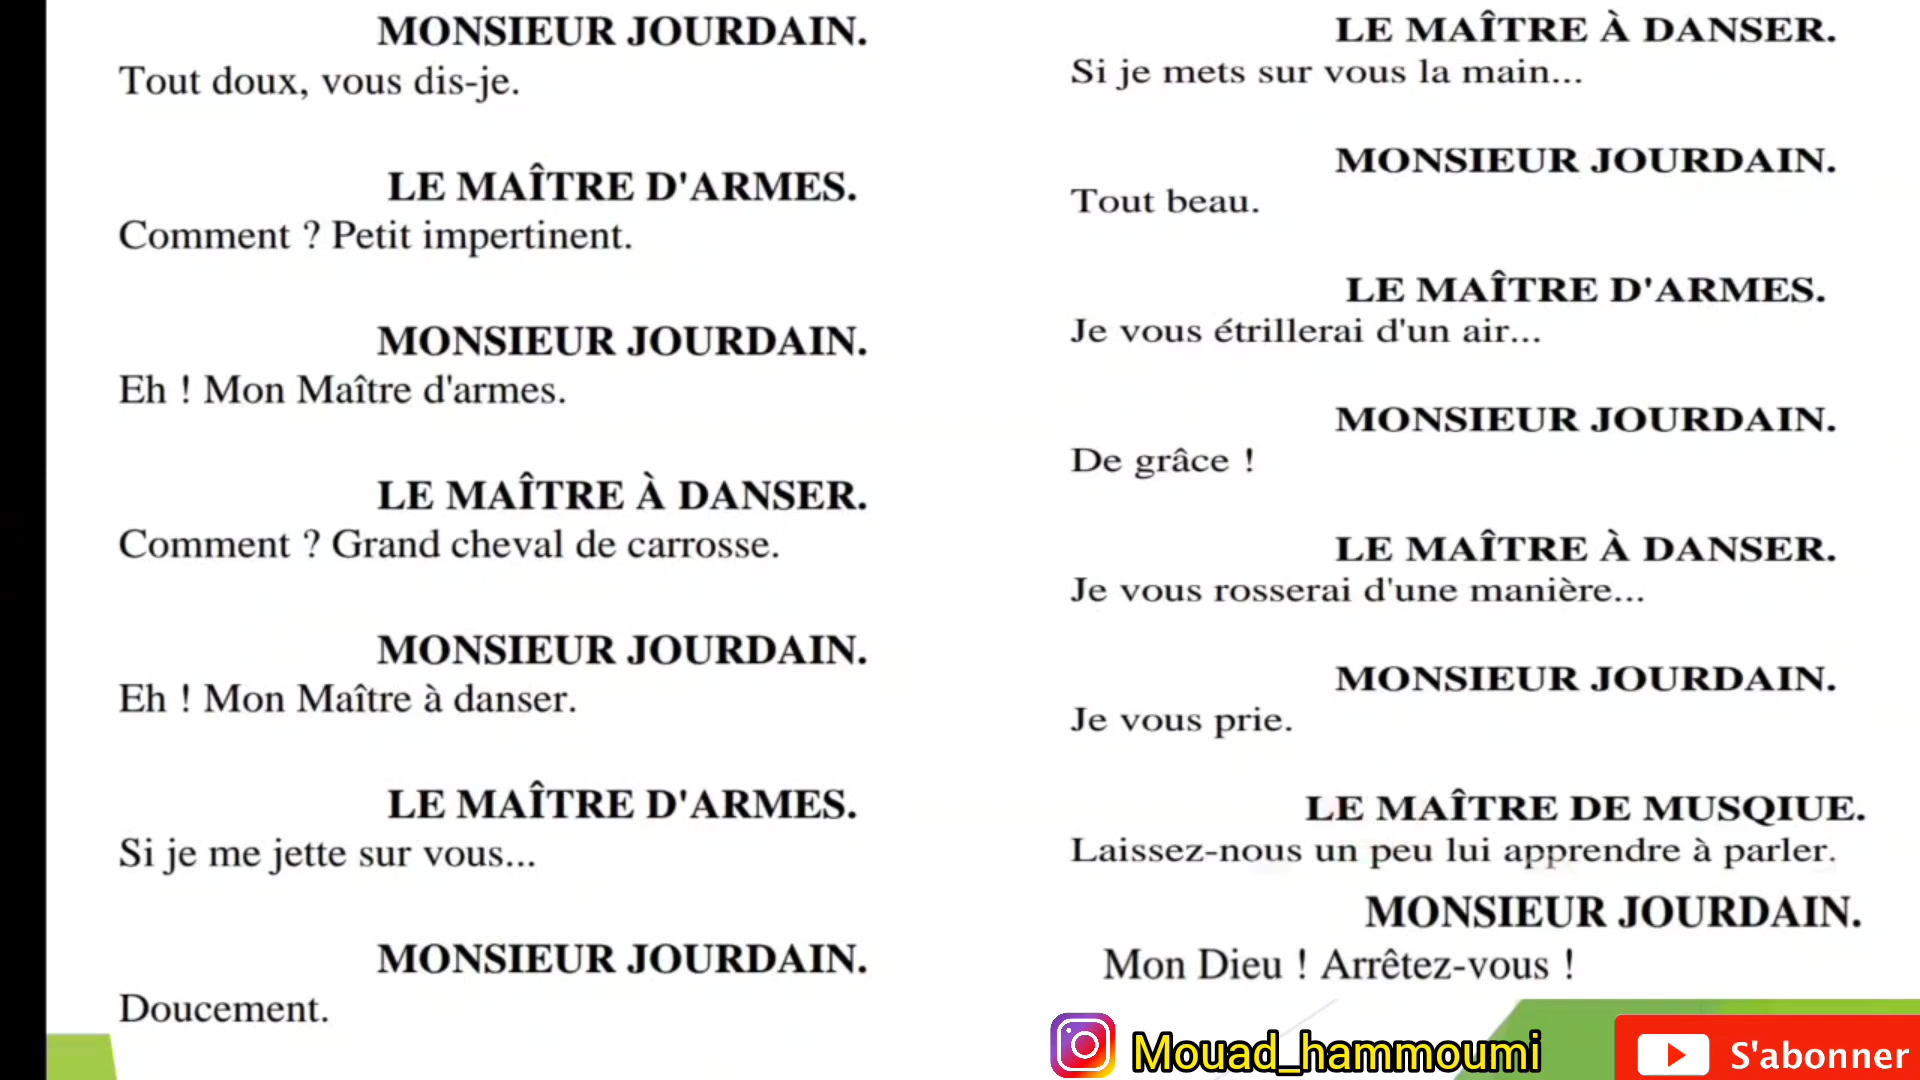 MONSIEUR JOURDAIN.
Tout doux, vous dis-je.
LE MAÎTRE D'ARMES.
Comment ? Petit impertinent.
MONSIEUR JOURDAIN.
Eh ! Mon Maître d'armes.
LE MAÎTRE À DANSER.
Comment ? Grand cheval de carrosse.
MONSIEUR JOURDAIN.
Eh ! Mon Maître à danser.
LE MAÎTRE D'ARMES.
Si je me jette sur vous...
MONSIEUR JOURDAIN.
Doucement.
LE MAÎTRE À DANSER.
Si je mets sur vous la main...
MONSIEUR JOURDAIN.
Tout beau.
LE MAÎTRE D'ARMES.
Je vous étrillerai d'un air...
MONSIEUR JOURDAIN.
De grâce !
LE MAÎTRE À DANSER.
Je vous rosserai d'une manière...
MONSIEUR JOURDAIN.
Je vous prie.
LE MAÎTRE DE MUSQIUE.
Laissez-nous un peu lui apprendre à parler.
MONSIEUR JOURDAIN.
Mon Dieu ! Arrêtez-vous !
Mouad_hammoumi
S'abonner